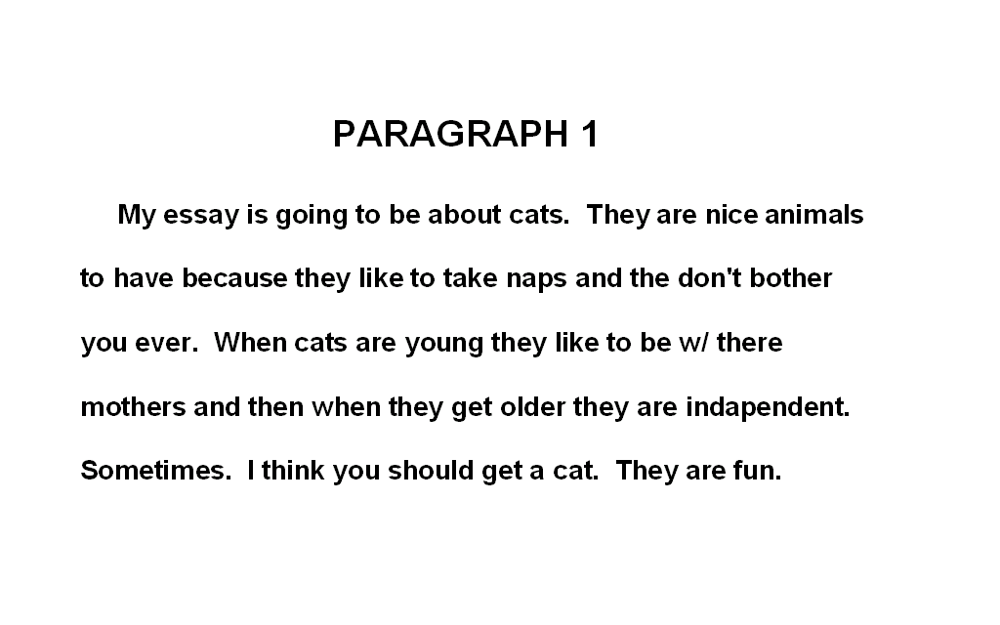 PARAGRAPH 1
My essay is going to be about cats.  They are nice animals
to have because they like to take naps and the don't bother
you ever.  When cats are young they like to be w/ there
mothers and then when they get older they are indapendent.
Sometimes.  I think you should get a cat.  They are fun.